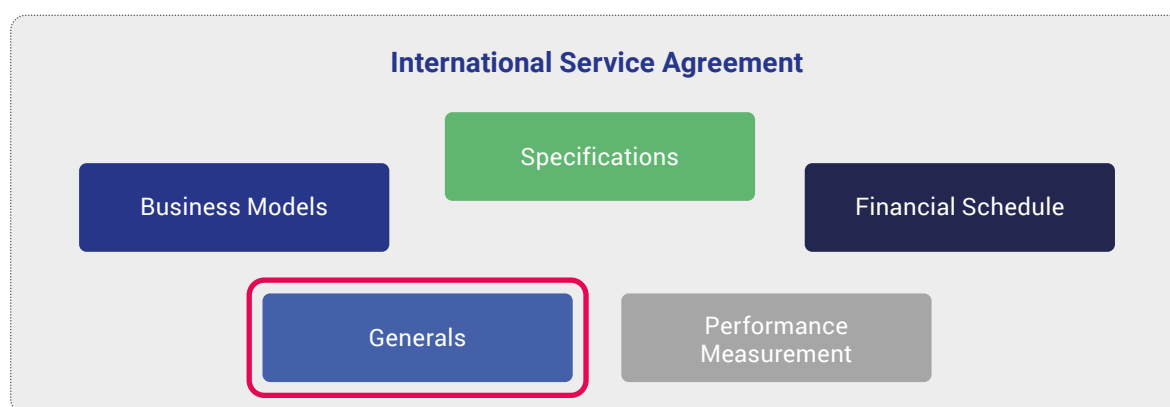 International Service Agreement
Specifications
Business Models
Financial Schedule
Generals
Performance
Measurement